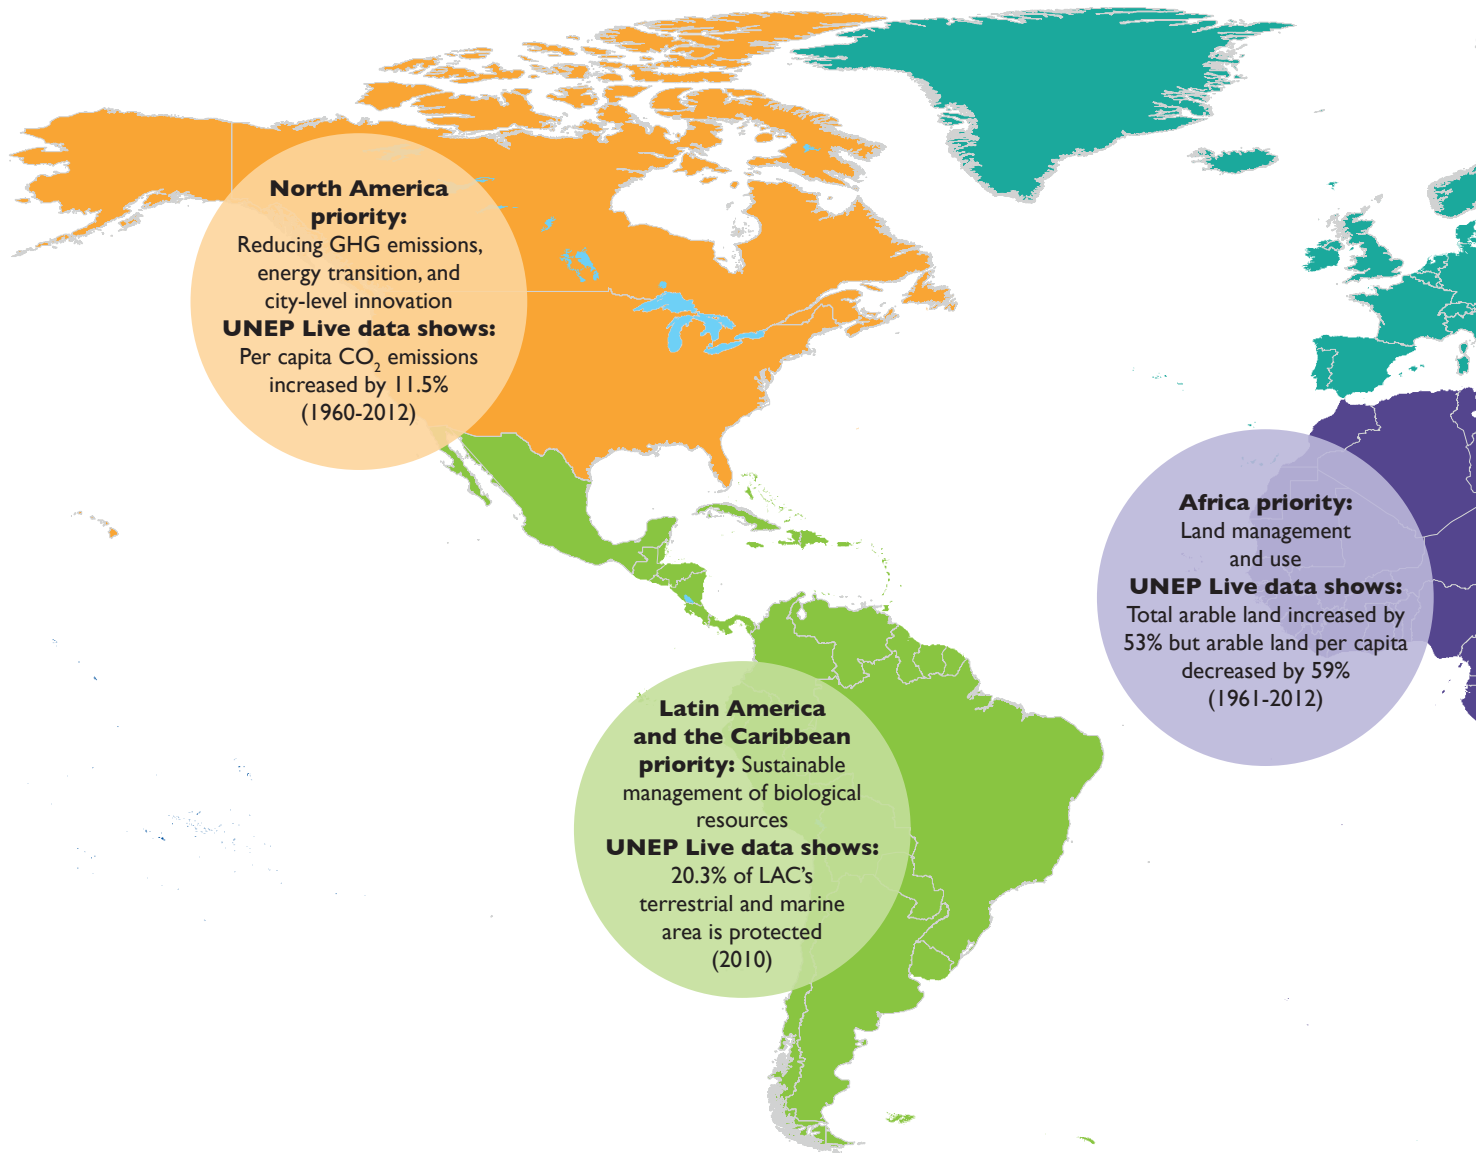 North America
priority:
Reducing GHG emissions,
energy transition, and
city-level innovation
UNEP Live data shows:
Per capita CO₂ emissions
increased by 11.5%
(1960-2012)
Africa priority:
Land management
and use
UNEP Live data shows:
Total arable land increased by
53% but arable land per capita
decreased by 59%
(1961-2012)
Latin America
and the Caribbean
priority: Sustainable
management of biological
resources
UNEP Live data shows:
20.3% of LAC’s
terrestrial and marine
area is protected
(2010)